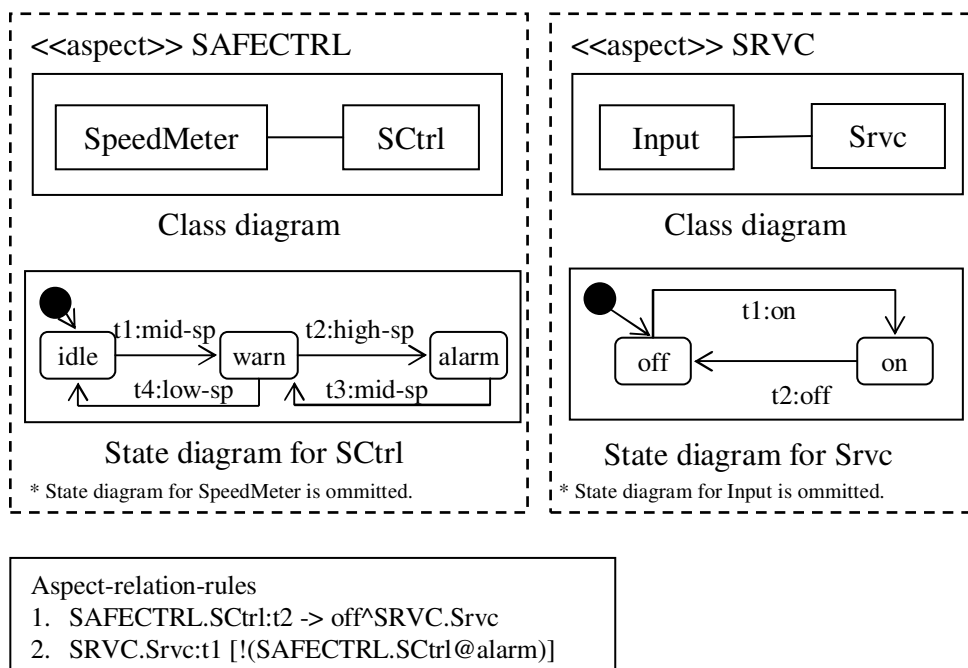 <<aspect>> SAFECTRL
SpeedMeter
SCtrl
Class diagram
t1:mid-sp
t2:high-sp
idle
warn
alarm
t4:low-sp
t3:mid-sp
State diagram for SCtrl
* State diagram for SpeedMeter is ommitted.
<<aspect>> SRVC
Input
Srvc
Class diagram
t1:on
off
on
t2:off
State diagram for Srvc
* State diagram for Input is ommitted.
Aspect-relation-rules
1. SAFECTRL.SCtrl:t2 -> off^SRVC.Srvc
2. SRVC.Srvc:t1 [!(SAFECTRL.SCtrl@alarm)]